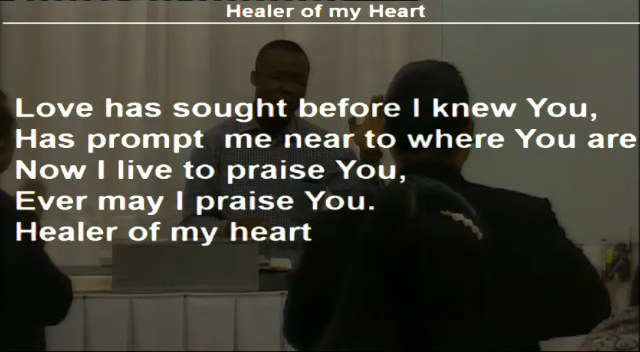 Healer of my Heart
Love has sought before I knew You,
Has prompt  me near to where You are
Now I live to praise You,
Ever may I praise You.
Healer of my heart